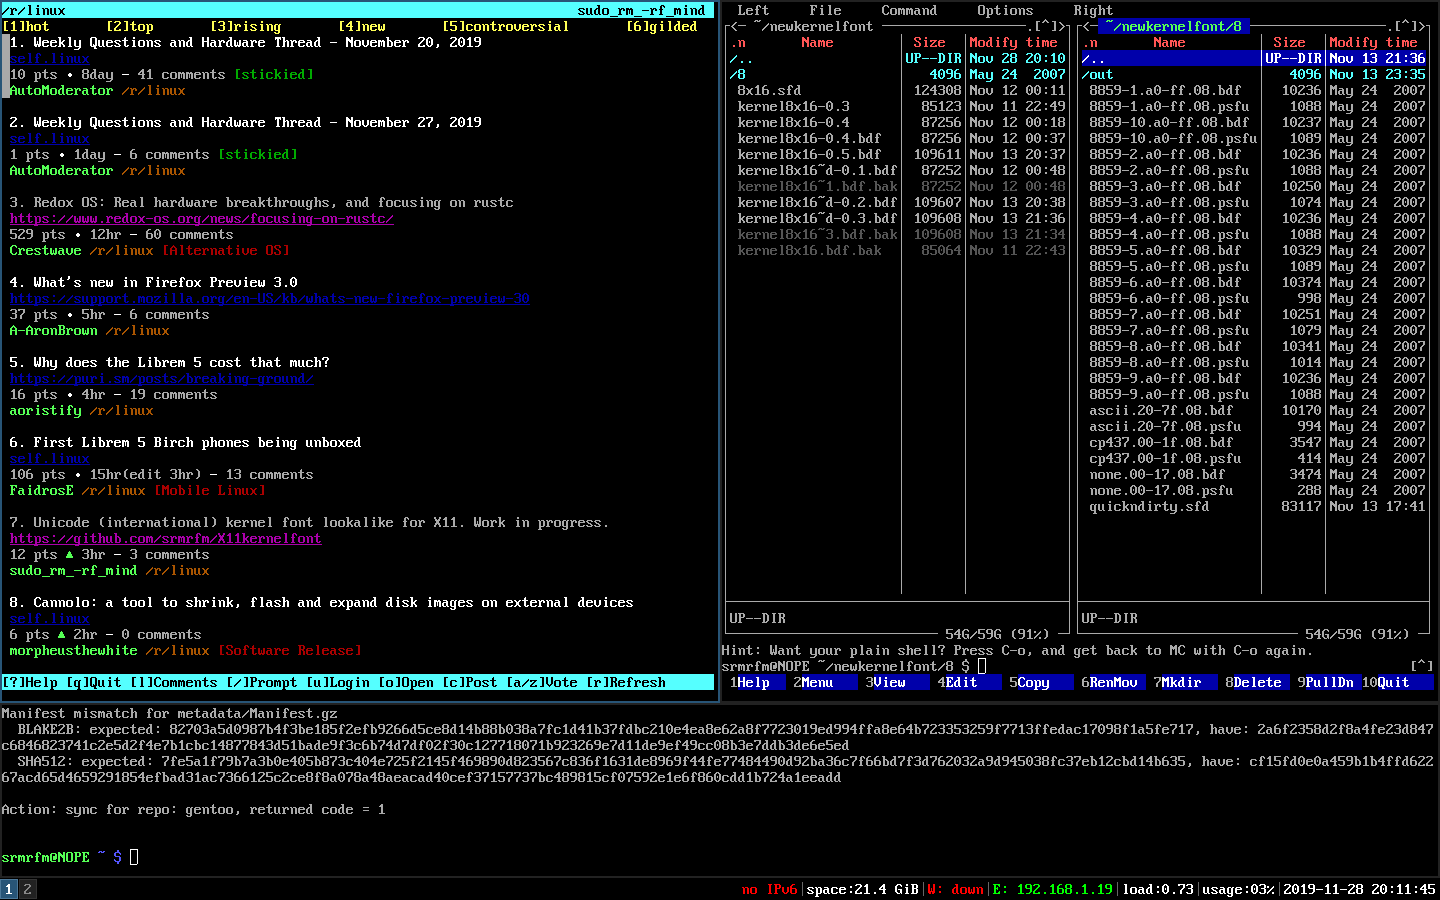 /r/linux sudo_rm_-rf_mind
[1]hot [2]top [3]rising [4]new [5]controversial [6]gilded
1. Weekly Questions and Hardware Thread - November 20, 2019
self.linux
10 pts • 8day - 41 comments [stickied]
AutoModerator /r/linux
2. Weekly Questions and Hardware Thread - November 27, 2019
self.linux
1 pts • 1day - 6 comments [stickied]
AutoModerator /r/linux
3. Redox OS: Real hardware breakthroughs, and focusing on rustc
https://www.redox-os.org/news/focusing-on-rustc/
529 pts • 12hr - 60 comments
Crestwave /r/linux [Alternative OS]
4. What's new in Firefox Preview 3.0
https://support.mozilla.org/en-US/kb/whats-new-firefox-preview-30
37 pts • 5hr - 6 comments
A-AronBrown /r/linux
5. Why does the Librem 5 cost that much?
https://puri.sm/posts/breaking-ground/
16 pts • 4hr - 19 comments
aoristify /r/linux
6. First Librem 5 Birch phones being unboxed
self.linux
106 pts • 15hr(edit 3hr) - 13 comments
FaidrosE /r/linux [Mobile Linux]
7. Unicode (international) kernel font lookalike for X11. Work in progress.
https://github.com/srmrfm/X11kernelfont
12 pts ▲ 3hr - 3 comments
sudo_rm_-rf_mind /r/linux
8. Cannolo: a tool to shrink, flash and expand disk images on external devices
self.linux
6 pts ▲ 2hr - 0 comments
morpheusthewhite /r/linux [Software Release]
[?]Help [q]Quit [l]Comments [/]Prompt [u]Login [o]Open [c]Post [a/z]Vote [r]Refresh
Left File Command Options Right
<- ~/newkernelfont .[^]>
.n Name Size Modify time
/.. UP--DIR Nov 28 20:10
/8 4096 May 24 2007
8x16.sfd 124308 Nov 12 00:11
kernel8x16-0.3 85123 Nov 11 22:49
kernel8x16-0.4 87256 Nov 12 00:18
kernel8x16-0.4.bdf 87256 Nov 12 00:37
kernel8x16-0.5.bdf 109611 Nov 13 20:37
kernel8x16~d-0.1.bdf 87252 Nov 12 00:48
kernel8x16~1.bdf.bak 87252 Nov 12 00:48
kernel8x16~d-0.2.bdf 109607 Nov 13 20:38
kernel8x16~d-0.3.bdf 109608 Nov 13 21:36
kernel8x16~3.bdf.bak 109608 Nov 13 21:34
kernel8x16.bdf.bak 85064 Nov 11 22:43
UP--DIR
54G/59G (91%)
<- ~/newkernelfont/8 .[^]>
.n Name Size Modify time
/.. UP--DIR Nov 13 21:36
/out 4096 Nov 13 23:35
8859-1.a0-ff.08.bdf 10236 May 24 2007
8859-1.a0-ff.08.psfu 1088 May 24 2007
8859-10.a0-ff.08.bdf 10237 May 24 2007
8859-10.a0-ff.08.psfu 1089 May 24 2007
8859-2.a0-ff.08.bdf 10236 May 24 2007
8859-2.a0-ff.08.psfu 1088 May 24 2007
8859-3.a0-ff.08.bdf 10250 May 24 2007
8859-3.a0-ff.08.psfu 1074 May 24 2007
8859-4.a0-ff.08.bdf 10236 May 24 2007
8859-4.a0-ff.08.psfu 1088 May 24 2007
8859-5.a0-ff.08.bdf 10329 May 24 2007
8859-5.a0-ff.08.psfu 1089 May 24 2007
8859-6.a0-ff.08.bdf 10374 May 24 2007
8859-6.a0-ff.08.psfu 998 May 24 2007
8859-7.a0-ff.08.bdf 10251 May 24 2007
8859-7.a0-ff.08.psfu 1079 May 24 2007
8859-8.a0-ff.08.bdf 10341 May 24 2007
8859-8.a0-ff.08.psfu 1014 May 24 2007
8859-9.a0-ff.08.bdf 10236 May 24 2007
8859-9.a0-ff.08.psfu 1088 May 24 2007
ascii.20-7f.08.bdf 10170 May 24 2007
ascii.20-7f.08.psfu 994 May 24 2007
cp437.00-1f.08.bdf 3547 May 24 2007
cp437.00-1f.08.psfu 414 May 24 2007
none.00-17.08.bdf 3474 May 24 2007
none.00-17.08.psfu 288 May 24 2007
quickndirty.sfd 83117 Nov 13 17:41
UP--DIR
54G/59G (91%)
Hint: Want your plain shell? Press C-o, and get back to MC with C-o again.
srmrfm@NOPE ~/newkernelfont/8 $ [^]
1Help 2Menu 3View 4Edit 5Copy 6RenMov 7Mkdir 8Delete 9PullDn 10Quit
Manifest mismatch for metadata/Manifest.gz
BLAKE2B: expected: 82703a5d0987b4f3be185f2efb9266d5ce8d14b88b038a7fc1d41b37fdbc210e4ea8e62a8f7723019ed994ffa8e64b723353259f7713ffedac17098f1a5fe717, have: 2a6f2358d2f8a4fe23d847
c6846823741c2e5d2f4e7b1cbc14877843d51bade9f3c6b74d7df02f30c127718071b923269e7d11de9ef49cc08b3e7ddb3de6e5ed
SHA512: expected: 7fe5a1f79b7a3b0e405b873c404e725f2145f469890d823567c836f1631de8969f44fe77484490d92ba36c7f66bd7f3d762032a9d945038fc37eb12cbd14b635, have: cf15fd0e0a459b1b4ffd622
67acd65d4659291854efbad31ac7366125c2ce8f8a078a48aeacad40cef37157737bc489815cf07592e1e6f860cdd1b724a1eeadd
Action: sync for repo: gentoo, returned code = 1
srmrfm@NOPE ~ $
1 2 no IPv6|space:21.4 GiB|W: down|E: 192.168.1.19|load:0.73|usage:03%|2019-11-28 20:11:45